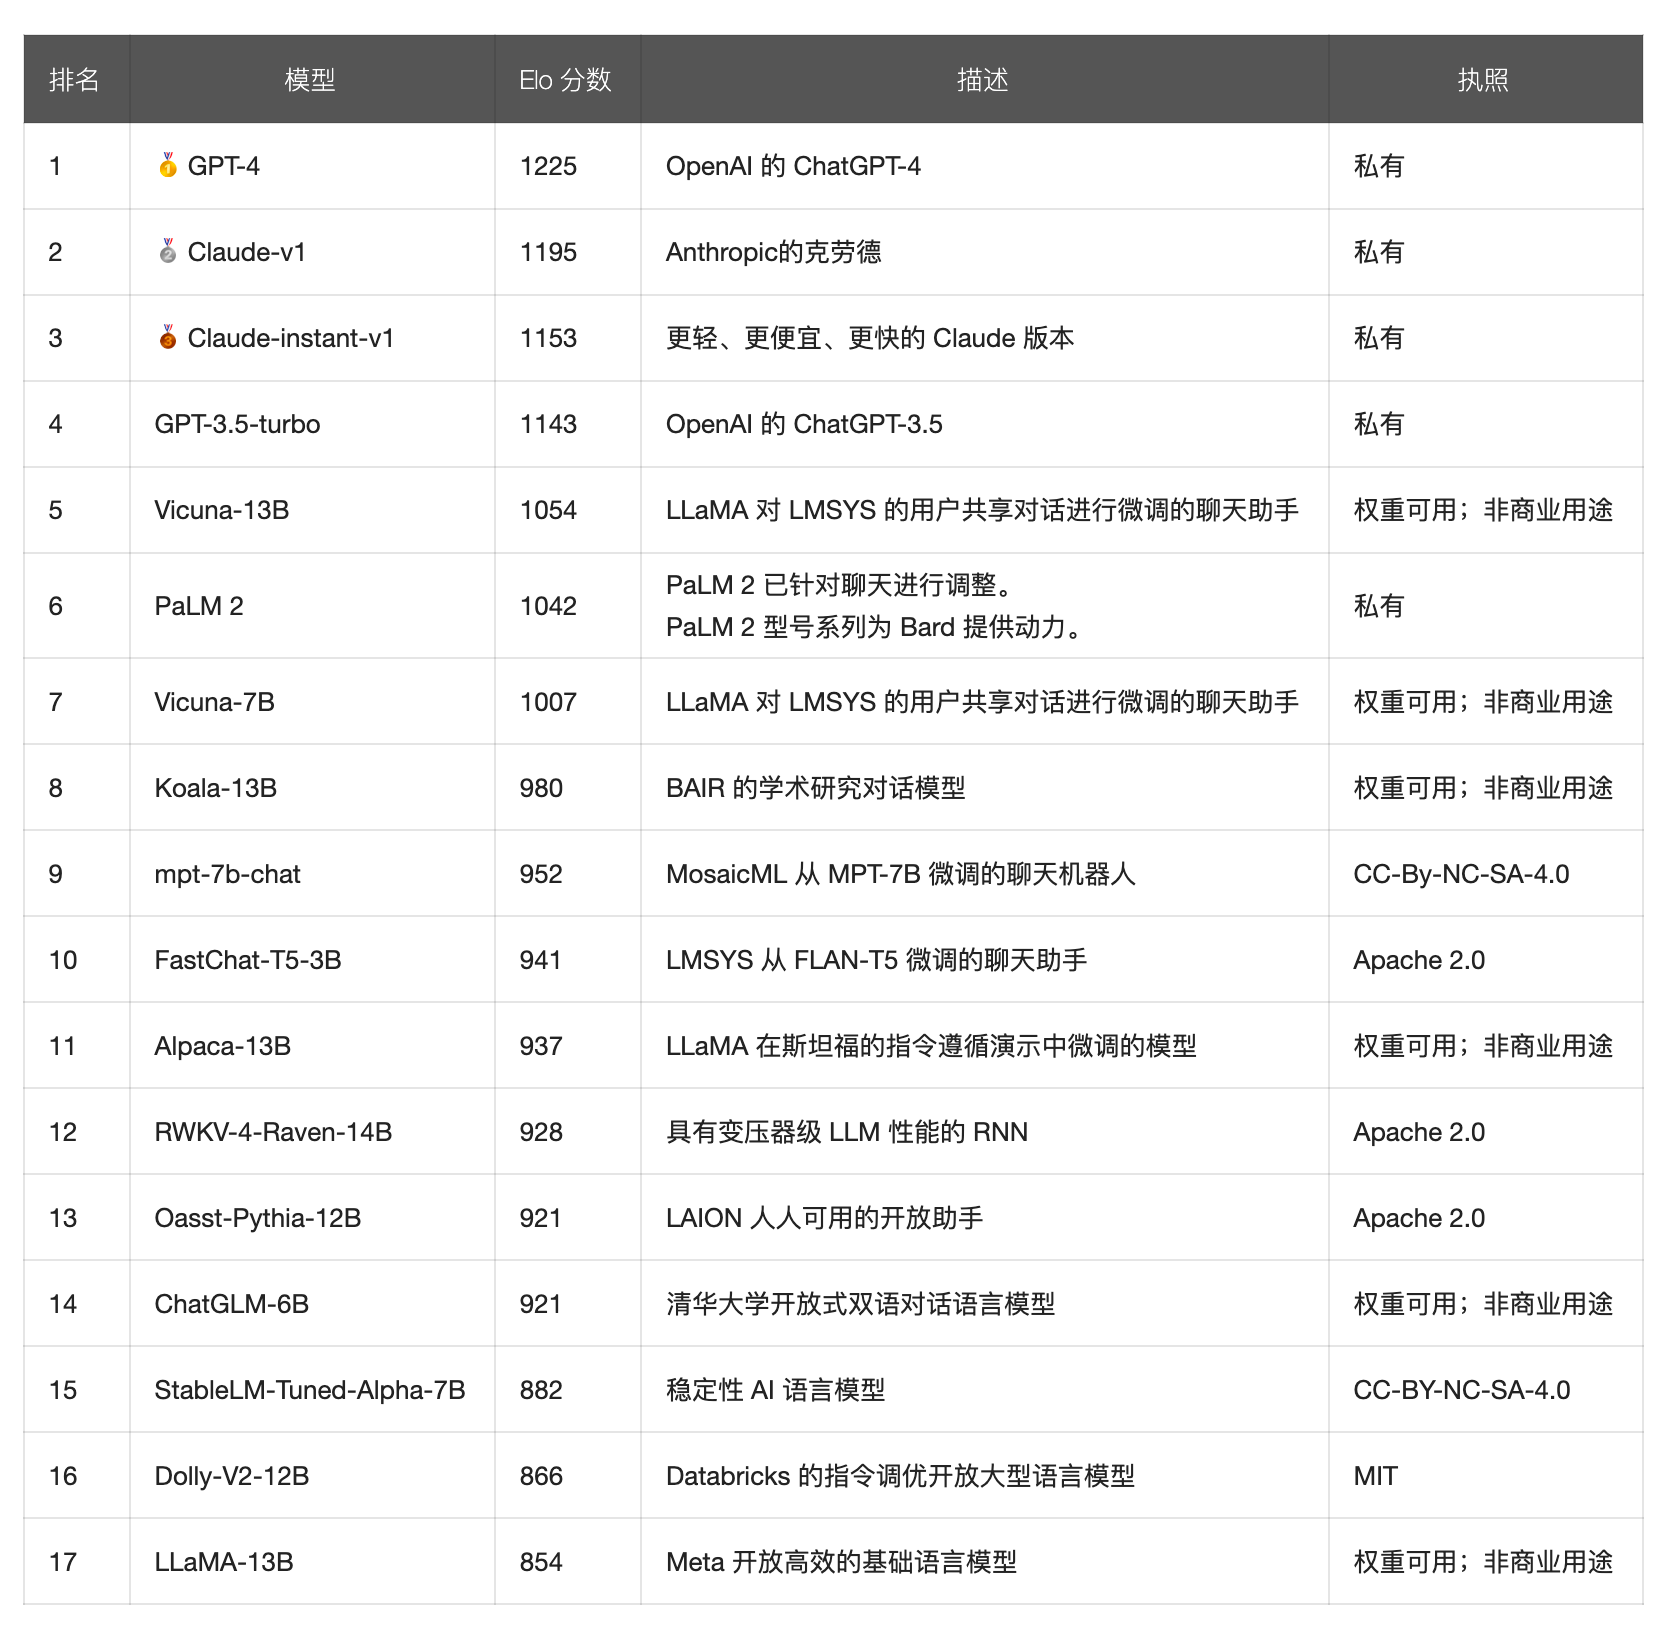 排名 模型 Elo 分数 描述 执照
1 🥇 GPT-4 1225 OpenAI 的 ChatGPT-4 私有
2 🥈 Claude-v1 1195 Anthropic的克劳德 私有
3 🥉 Claude-instant-v1 1153 更轻、更便宜、更快的 Claude 版本 私有
4 GPT-3.5-turbo 1143 OpenAI 的 ChatGPT-3.5 私有
5 Vicuna-13B 1054 LLaMA 对 LMSYS 的用户共享对话进行微调的聊天助手 权重可用；非商业用途
6 PaLM 2 1042 PaLM 2 已针对聊天进行调整。
PaLM 2 型号系列为 Bard 提供动力。 私有
7 Vicuna-7B 1007 LLaMA 对 LMSYS 的用户共享对话进行微调的聊天助手 权重可用；非商业用途
8 Koala-13B 980 BAIR 的学术研究对话模型 权重可用；非商业用途
9 mpt-7b-chat 952 MosaicML 从 MPT-7B 微调的聊天机器人 CC-By-NC-SA-4.0
10 FastChat-T5-3B 941 LMSYS 从 FLAN-T5 微调的聊天助手 Apache 2.0
11 Alpaca-13B 937 LLaMA 在斯坦福的指令遵循演示中微调的模型 权重可用；非商业用途
12 RWKV-4-Raven-14B 928 具有变压器级 LLM 性能的 RNN Apache 2.0
13 Oasst-Pythia-12B 921 LAION 人人可用的开放助手 Apache 2.0
14 ChatGLM-6B 921 清华大学开放式双语对话语言模型 权重可用；非商业用途
15 StableLM-Tuned-Alpha-7B 882 稳定性 AI 语言模型 CC-BY-NC-SA-4.0
16 Dolly-V2-12B 866 Databricks 的指令调优开放大型语言模型 MIT
17 LLaMA-13B 854 Meta 开放高效的基础语言模型 权重可用；非商业用途